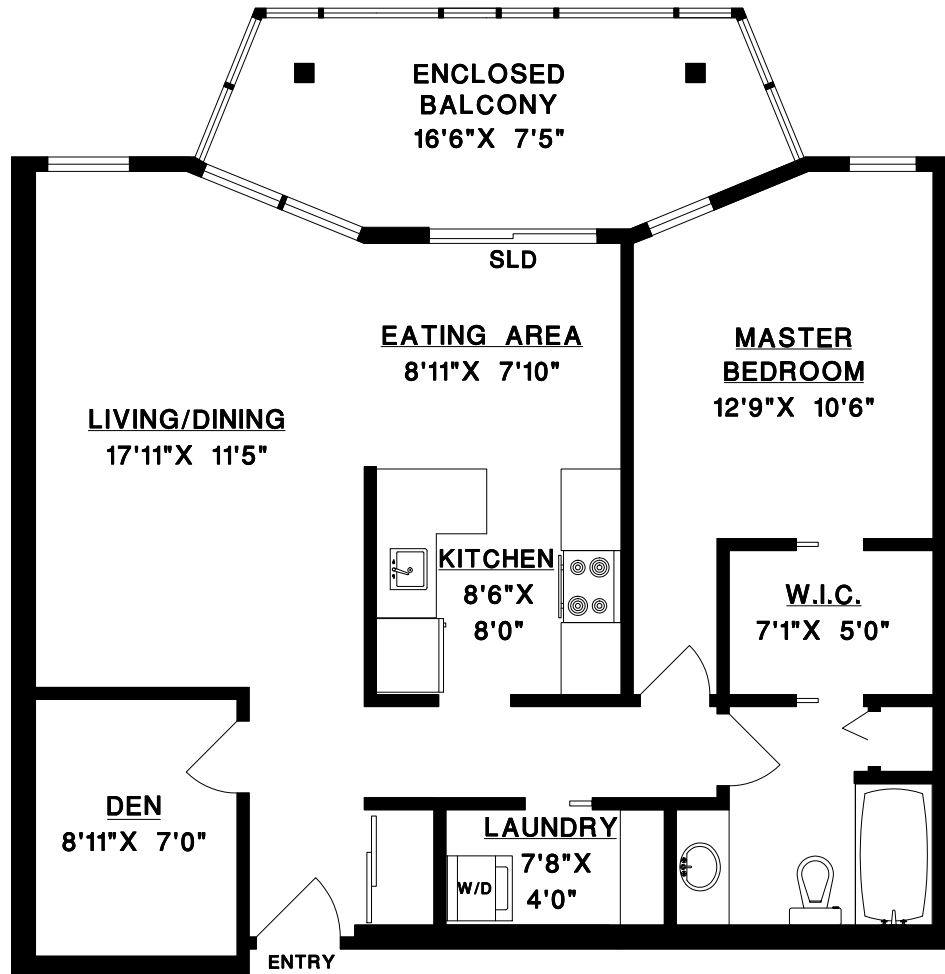 ENCLOSED
BALCONY
16'6"X 7'5"
SLD
EATING AREA
8'11"X 7'10"
MASTER
BEDROOM
12'9"X 10'6"
LIVING/DINING
17'11"X 11'5"
KITCHEN
8'6"X
8'0"
W.I.C.
7'1"X 5'0"
DEN
8'11"X 7'0"
LAUNDRY
7'8"X
4'0"
W/D
ENTRY